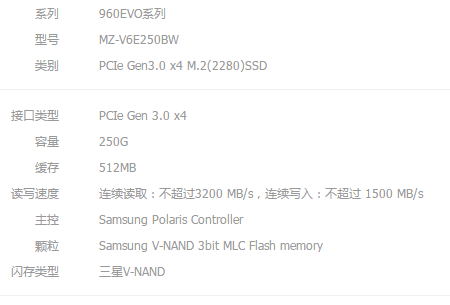 系列 960EVO系列
型号 MZ-V6E250BW
类别 PCIe Gen3.0 x4 M.2(2280)SSD
接口类型 PCIe Gen 3.0 x4
容量 250G
缓存 512MB
读写速度 连续读取：不超过3200 MB/s，连续写入：不超过 1500 MB/s
主控 Samsung Polaris Controller
颗粒 Samsung V-NAND 3bit MLC Flash memory
闪存类型 三星V-NAND